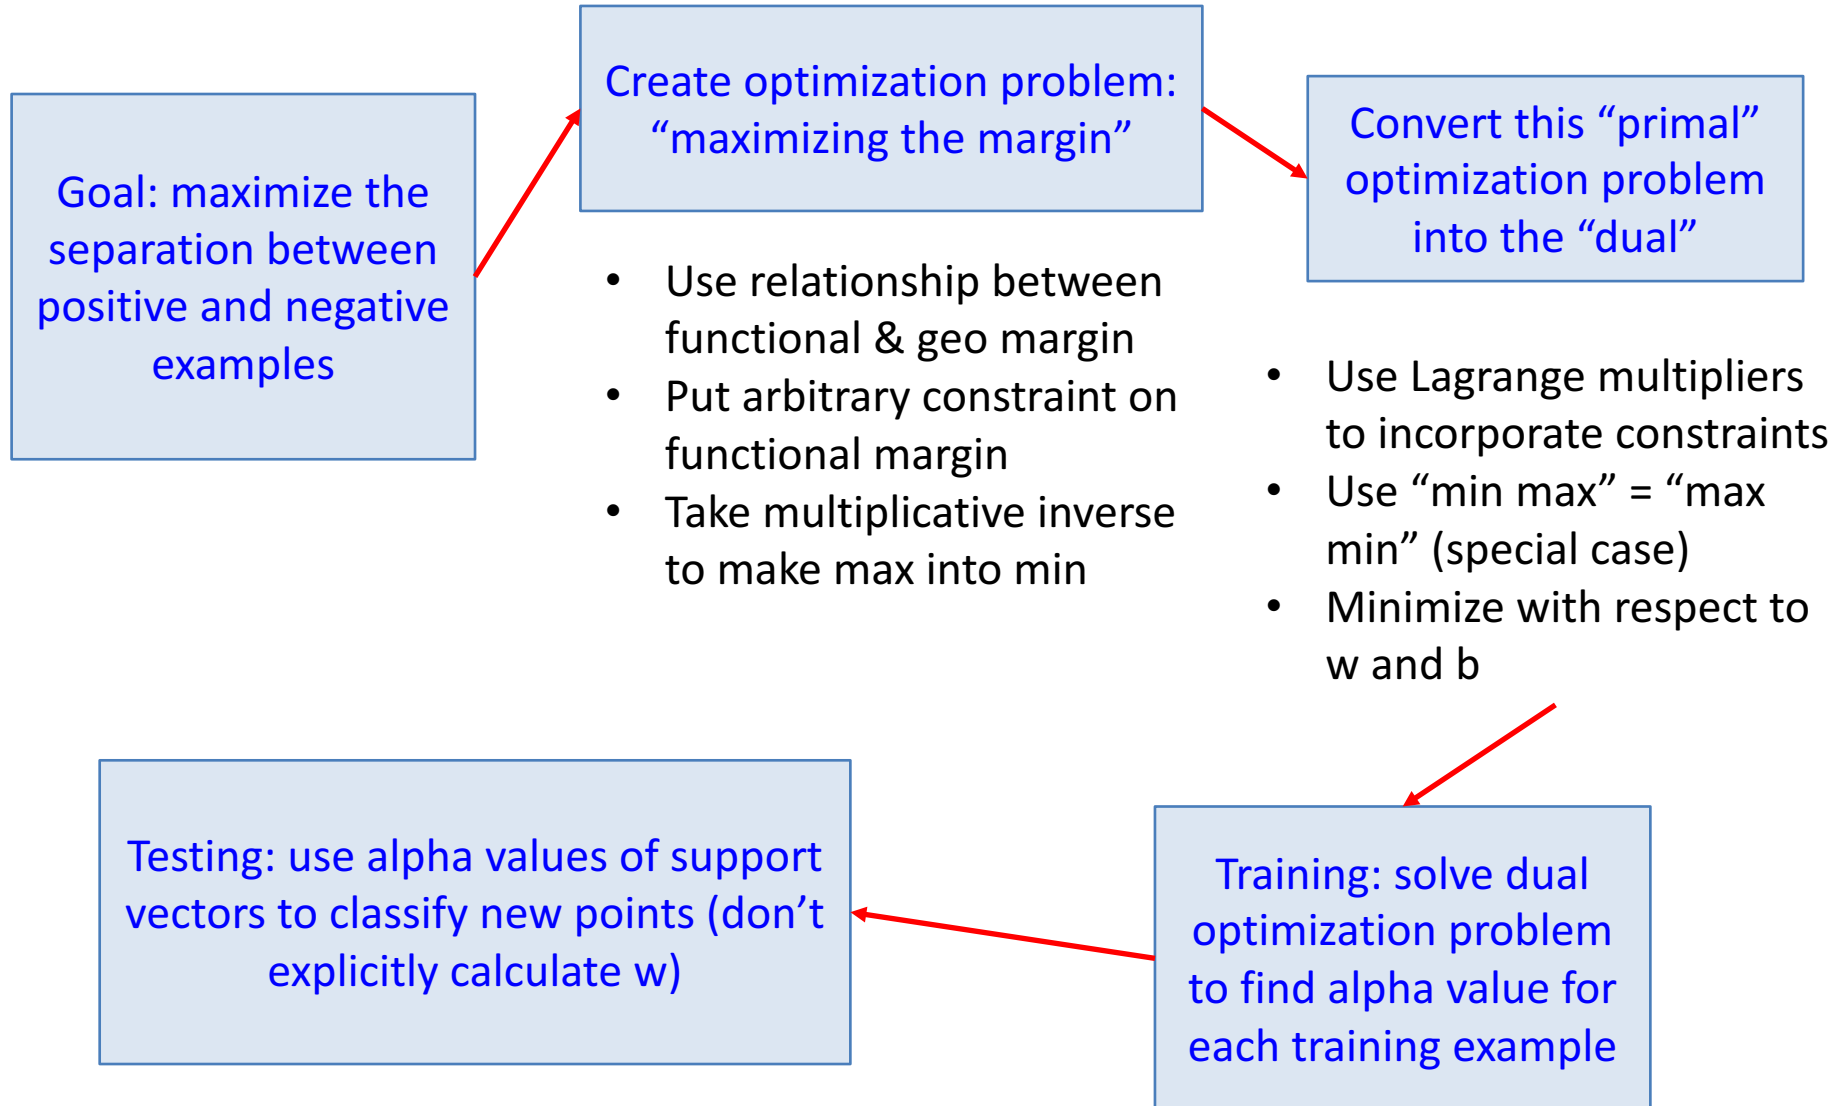 Goal: maximize the
separation between
positive and negative
examples
Create optimization problem:
“maximizing the margin”
• Use relationship between
functional & geo margin
• Put arbitrary constraint on
functional margin
• Take multiplicative inverse
to make max into min
Convert this “primal”
optimization problem
into the “dual”
• Use Lagrange multipliers
to incorporate constraints
• Use “min max” = “max
min” (special case)
• Minimize with respect to
w and b
Training: solve dual
optimization problem
to find alpha value for
each training example
Testing: use alpha values of support
vectors to classify new points (don’t
explicitly calculate w)